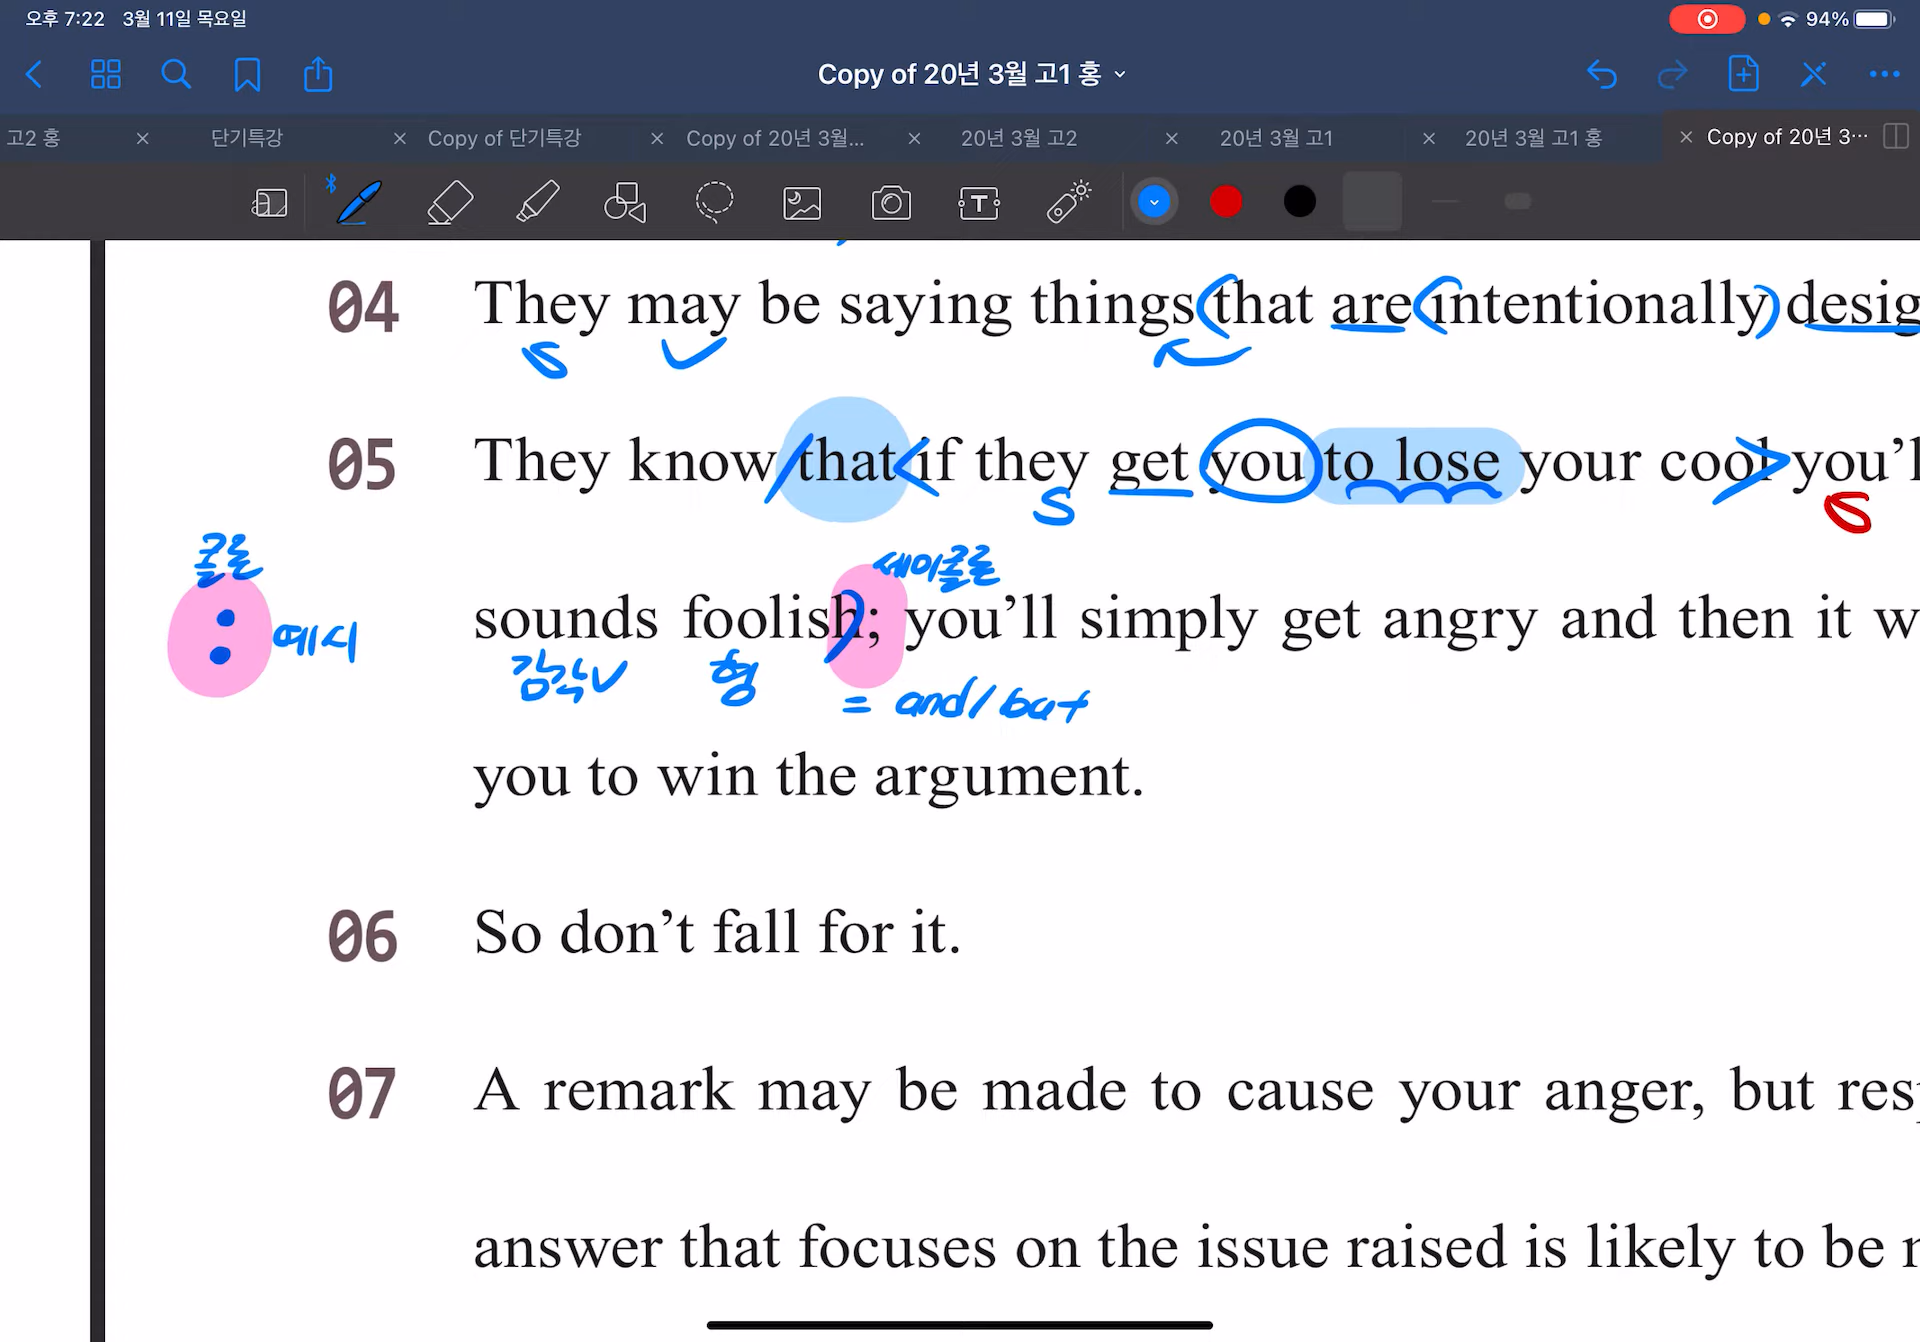 오후 7:22 3월 11일 목요일
94%
Copy of 20년 3월 고1 홍
고2 홍
단기특강
Copy of 단기특강
Copy of 20년 3월...
20년 3월 고2
20년 3월 고1
20년 3월 고1 홍
Copy of 20년 3...
04 They may be saying things that are intentionally desig
S
05 They know that if they get you to lose your cool you'l
S S
콜론 세미콜론
: 예시 sounds foolish; you'll simply get angry and then it w
감각v 형 = and/but
you to win the argument.
06 So don't fall for it.
07 A remark may be made to cause your anger, but res
answer that focuses on the issue raised is likely to be